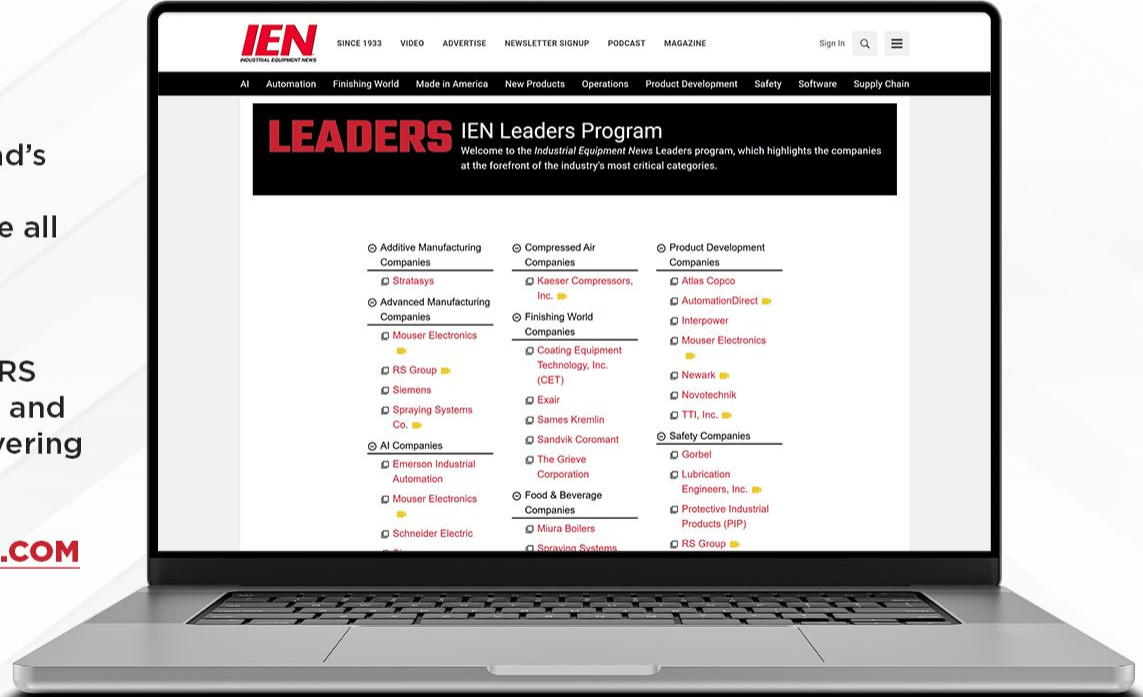 d's
e all
RS
and
vering
.COM
IEN
INDUSTRIAL EQUIPMENT NEWS
SINCE 1933 VIDEO ADVERTISE NEWSLETTER SIGNUP PODCAST MAGAZINE
Sign In
AI Automation Finishing World Made in America New Products Operations Product Development Safety Software Supply Chain
LEADERS
IEN Leaders Program
Welcome to the Industrial Equipment News Leaders program, which highlights the companies
at the forefront of the industry's most critical categories.
Additive Manufacturing
Companies
Stratasys
Advanced Manufacturing
Companies
Mouser Electronics
RS Group
Siemens
Spraying Systems
Co.
AI Companies
Emerson Industrial
Automation
Mouser Electronics
Schneider Electric
Compressed Air
Companies
Kaeser Compressors,
Inc.
Finishing World
Companies
Coating Equipment
Technology, Inc.
(CET)
Exair
Sames Kremlin
Sandvik Coromant
The Grieve
Corporation
Food & Beverage
Companies
Miura Boilers
Spraying Systems
Product Development
Companies
Atlas Copco
AutomationDirect
Interpower
Mouser Electronics
Newark
Novotechnik
TTI, Inc.
Safety Companies
Gorbel
Lubrication
Engineers, Inc.
Protective Industrial
Products (PIP)
RS Group